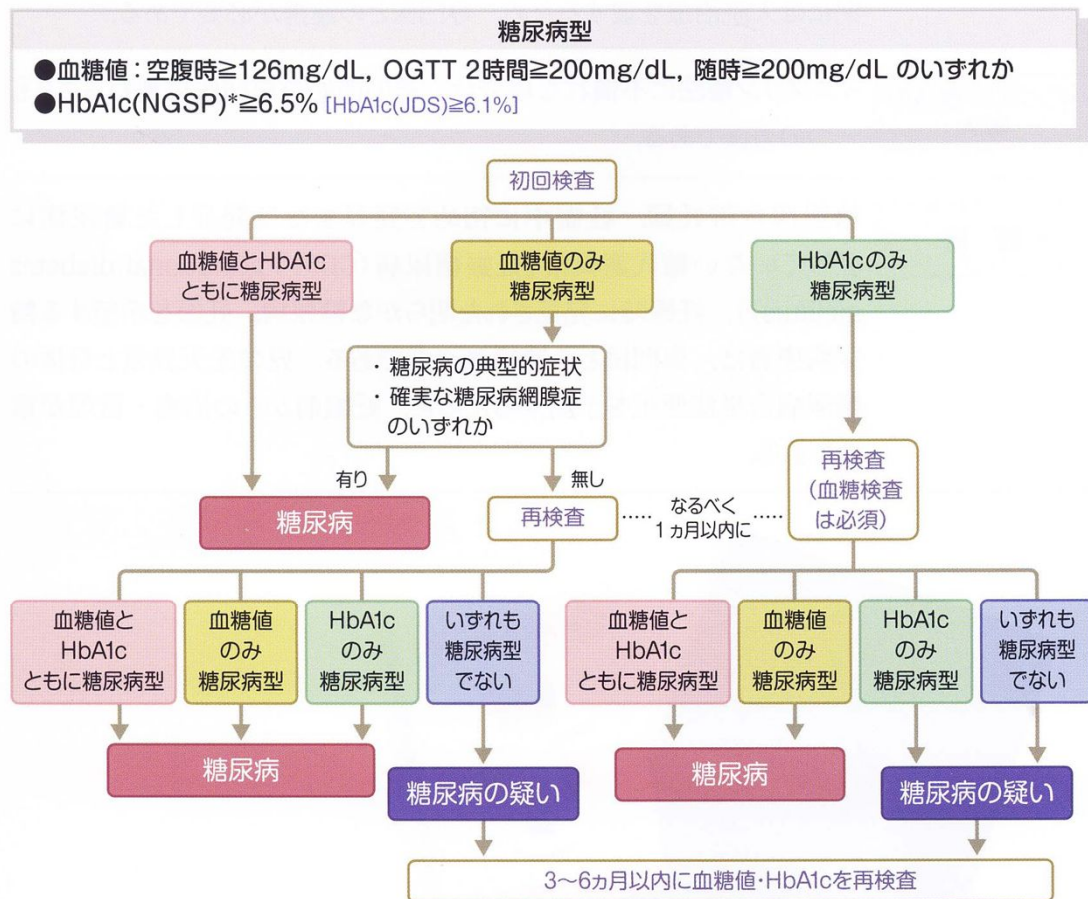 糖尿病型
●血糖値：空腹時≧126mg/dL, OGTT 2時間≧200mg/dL, 随時≧200mg/dL のいずれか
●HbA1c(NGSP)*≧6.5% [HbA1c(JDS)≧6.1%]
初回検査
血糖値とHbA1c
ともに糖尿病型
血糖値のみ
糖尿病型
HbA1cのみ
糖尿病型
・糖尿病の典型的症状
・確実な糖尿病網膜症
のいずれか
有り
無し
糖尿病
再検査
なるべく
1ヵ月以内に
再検査
（血糖検査
は必須）
血糖値と
HbA1c
ともに糖尿病型
血糖値
のみ
糖尿病型
HbA1c
のみ
糖尿病型
いずれも
糖尿病型
でない
血糖値と
HbA1c
ともに糖尿病型
血糖値
のみ
糖尿病型
HbA1c
のみ
糖尿病型
いずれも
糖尿病型
でない
糖尿病
糖尿病の疑い
糖尿病
糖尿病の疑い
3〜6ヵ月以内に血糖値・HbA1cを再検査